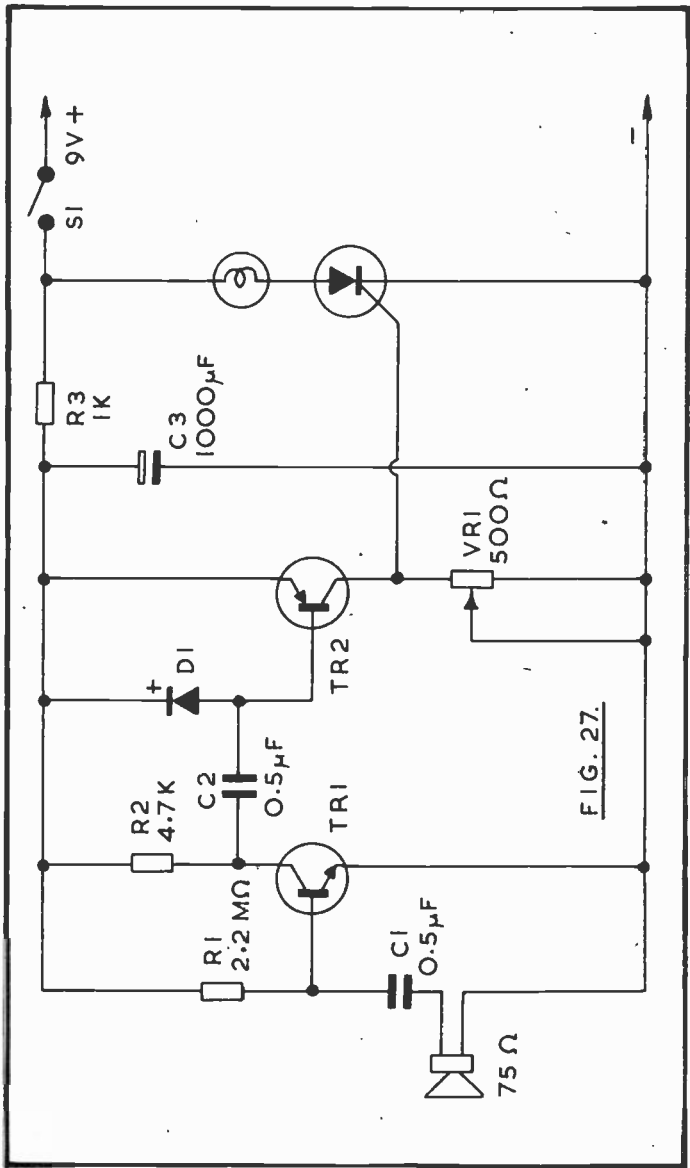 S1
9V +
R3
1K
C3
1000µF
D1
+
TR2
VR1
500Ω
−
R2
4.7K
C2
0.5µF
TR1
R1
2.2 MΩ
C1
0.5µF
75 Ω
FIG. 27.